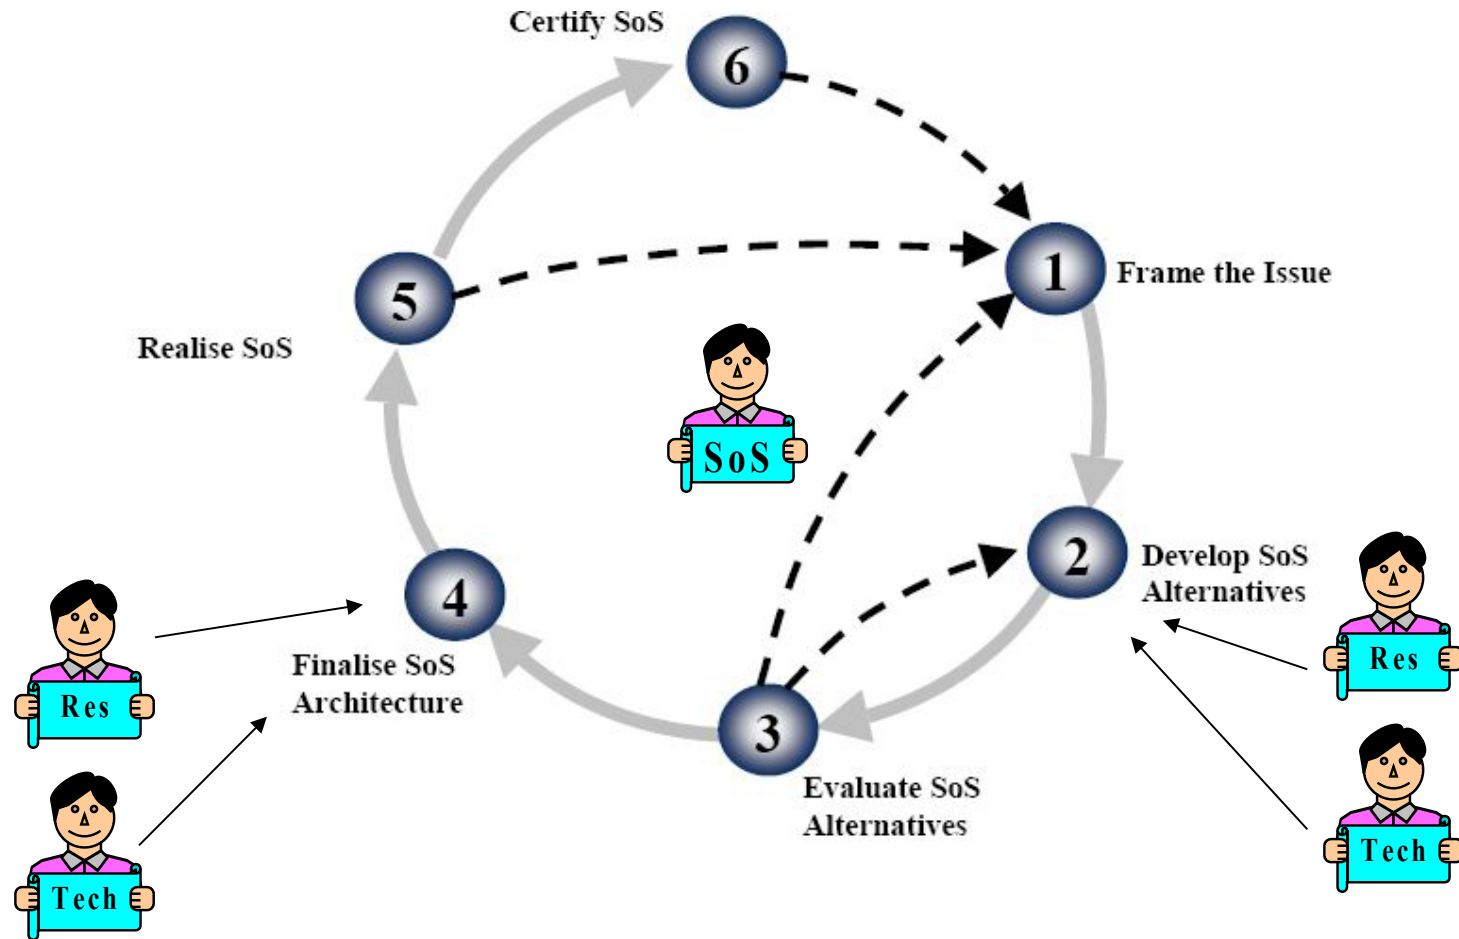 Certify SoS
6
1
Frame the Issue
5
Realise SoS
SoS
2
Develop SoS
Alternatives
4
Finalise SoS
Architecture
Res
Res
3
Evaluate SoS
Alternatives
Tech
Tech